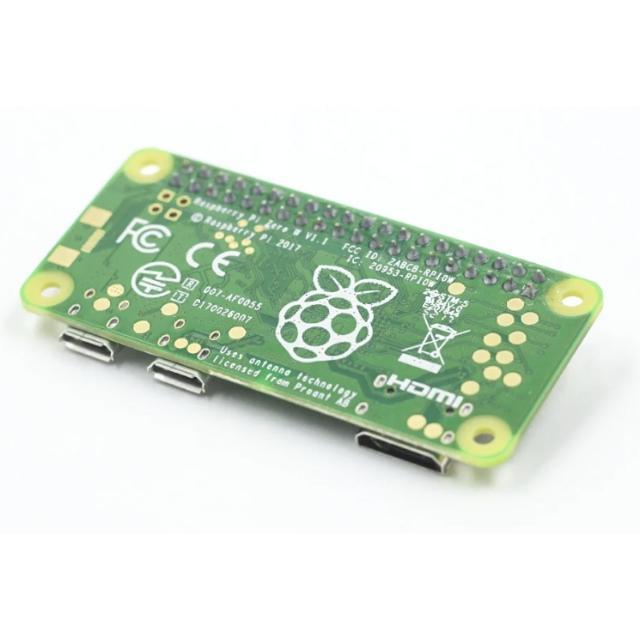 Raspberry Pi Zero W V1.1
© Raspberry Pi 2017
FCC ID: 2ABCB-RPI0W
IC: 20953-RPI0W
FC
CE
R 007-AF0055
T D170026007
Uses antenna technology
licensed from Proant AB
HDMI